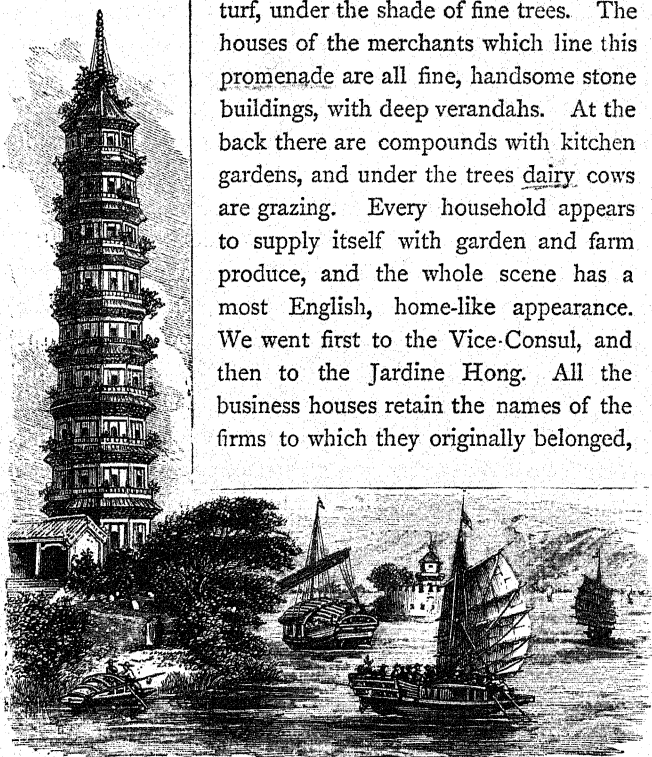 turf, under the shade of fine trees. The
houses of the merchants which line this
promenade are all fine, handsome stone
buildings, with deep verandahs. At the
back there are compounds with kitchen
gardens, and under the trees dairy cows
are grazing. Every household appears
to supply itself with garden and farm
produce, and the whole scene has a
most English, home-like appearance.
We went first to the Vice-Consul, and
then to the Jardine Hong. All the
business houses retain the names of the
firms to which they originally belonged,